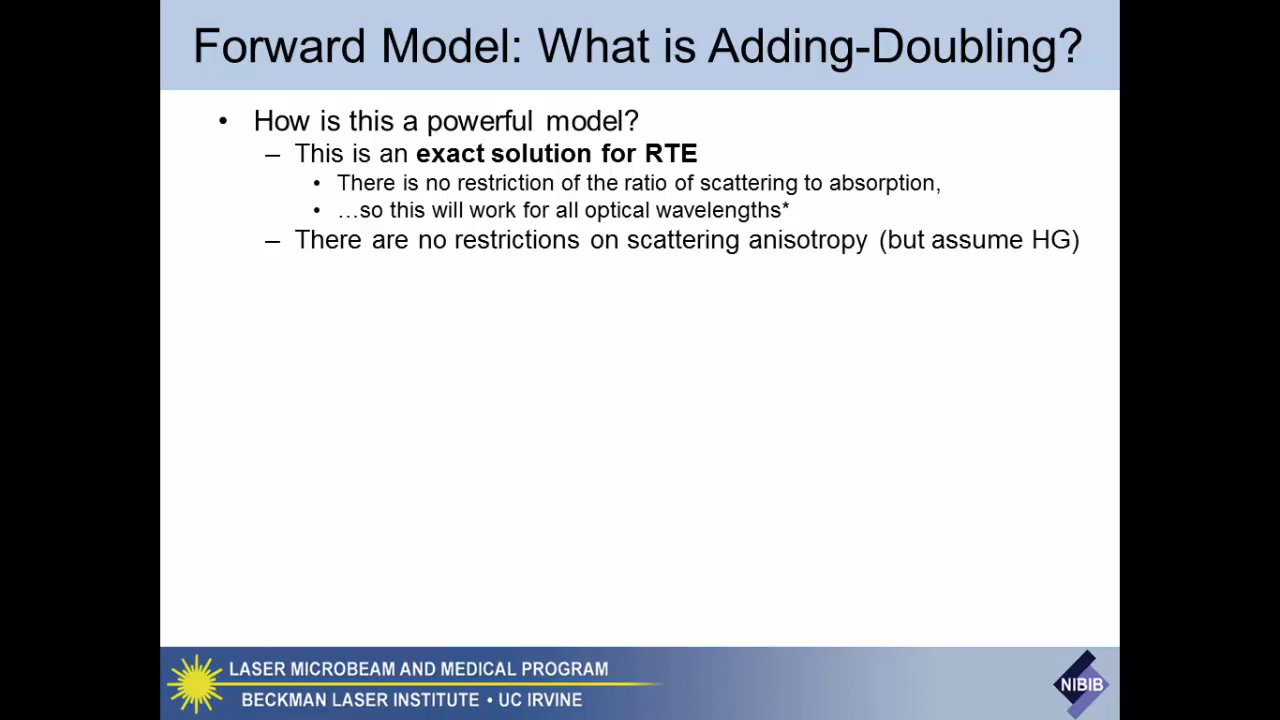 Forward Model: What is Adding-Doubling?
• How is this a powerful model?
– This is an exact solution for RTE
• There is no restriction of the ratio of scattering to absorption,
• …so this will work for all optical wavelengths*
– There are no restrictions on scattering anisotropy (but assume HG)
LASER MICROBEAM AND MEDICAL PROGRAM
BECKMAN LASER INSTITUTE • UC IRVINE
NIBIB